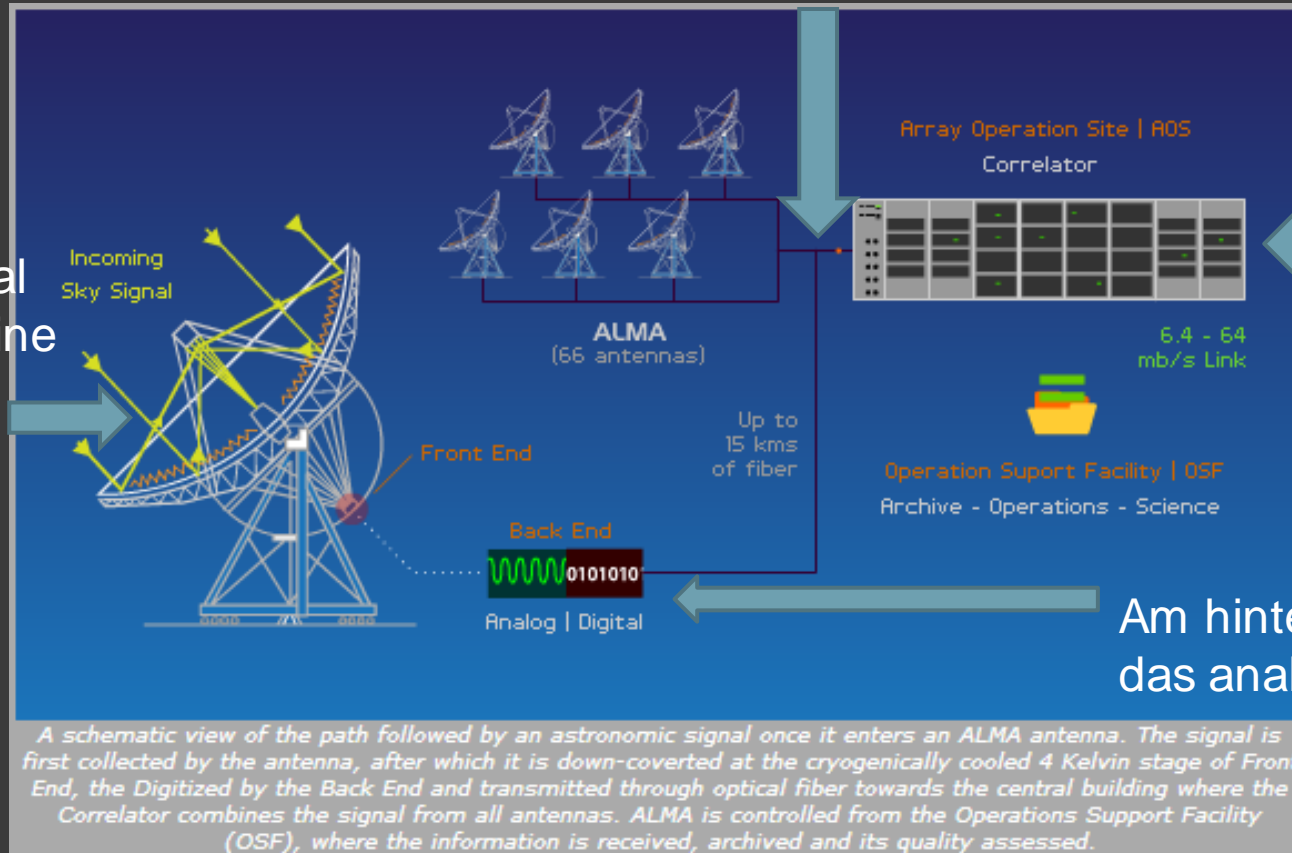 Array Operation Site | AOS
Correlator
Incoming
Sky Signal
al
ine
ALMA
(66 antennas)
6.4 - 64
mb/s Link
Up to
15 kms
of fiber
Front End
Operation Suport Facility | OSF
Archive - Operations - Science
Back End
0101010
Analog | Digital
Am hinte
das anal
A schematic view of the path followed by an astronomic signal once it enters an ALMA antenna. The signal is
first collected by the antenna, after which it is down-coverted at the cryogenically cooled 4 Kelvin stage of Front
End, the Digitized by the Back End and transmitted through optical fiber towards the central building where the
Correlator combines the signal from all antennas. ALMA is controlled from the Operations Support Facility
(OSF), where the information is received, archived and its quality assessed.